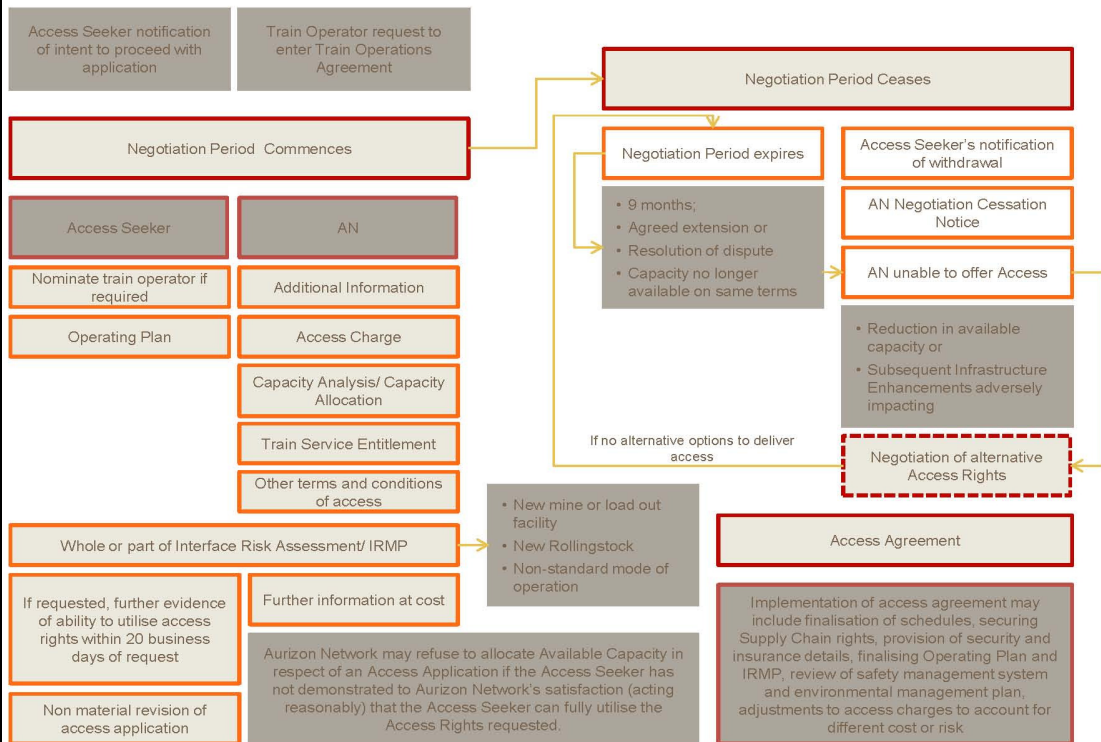 Access Seeker notification
of intent to proceed with
application
Train Operator request to
enter Train Operations
Agreement
Negotiation Period Commences
Access Seeker
AN
Nominate train operator if
required
Additional Information
Operating Plan
Access Charge
Capacity Analysis/ Capacity
Allocation
Train Service Entitlement
Other terms and conditions
of access
Whole or part of Interface Risk Assessment/ IRMP
• New mine or load out
facility
• New Rollingstock
• Non-standard mode of
operation
If requested, further evidence
of ability to utilise access
rights within 20 business
days of request
Further information at cost
Non material revision of
access application
Aurizon Network may refuse to allocate Available Capacity in
respect of an Access Application if the Access Seeker has
not demonstrated to Aurizon Network's satisfaction (acting
reasonably) that the Access Seeker can fully utilise the
Access Rights requested.
Negotiation Period Ceases
Negotiation Period expires
• 9 months;
• Agreed extension or
• Resolution of dispute
• Capacity no longer
available on same terms
Access Seeker's notification
of withdrawal
AN Negotiation Cessation
Notice
AN unable to offer Access
• Reduction in available
capacity or
• Subsequent Infrastructure
Enhancements adversely
impacting
If no alternative options to deliver
access
Negotiation of alternative
Access Rights
Access Agreement
Implementation of access agreement may
include finalisation of schedules, securing
Supply Chain rights, provision of security and
insurance details, finalising Operating Plan and
IRMP, review of safety management system
and environmental management plan,
adjustments to access charges to account for
different cost or risk